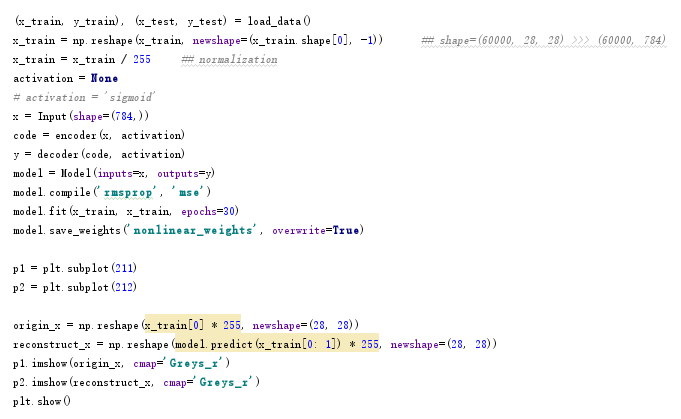 (x_train, y_train), (x_test, y_test) = load_data()
x_train = np.reshape(x_train, newshape=(x_train.shape[0], -1))      ## shape=(60000, 28, 28) >>> (60000, 784)
x_train = x_train / 255     ## normalization
activation = None
# activation = 'sigmoid'
x = Input(shape=(784,))
code = encoder(x, activation)
y = decoder(code, activation)
model = Model(inputs=x, outputs=y)
model.compile('rmsprop', 'mse')
model.fit(x_train, x_train, epochs=30)
model.save_weights('nonlinear_weights', overwrite=True)
p1 = plt.subplot(211)
p2 = plt.subplot(212)
origin_x = np.reshape(x_train[0] * 255, newshape=(28, 28))
reconstruct_x = np.reshape(model.predict(x_train[0: 1]) * 255, newshape=(28, 28))
p1.imshow(origin_x, cmap='Greys_r')
p2.imshow(reconstruct_x, cmap='Greys_r')
plt.show()